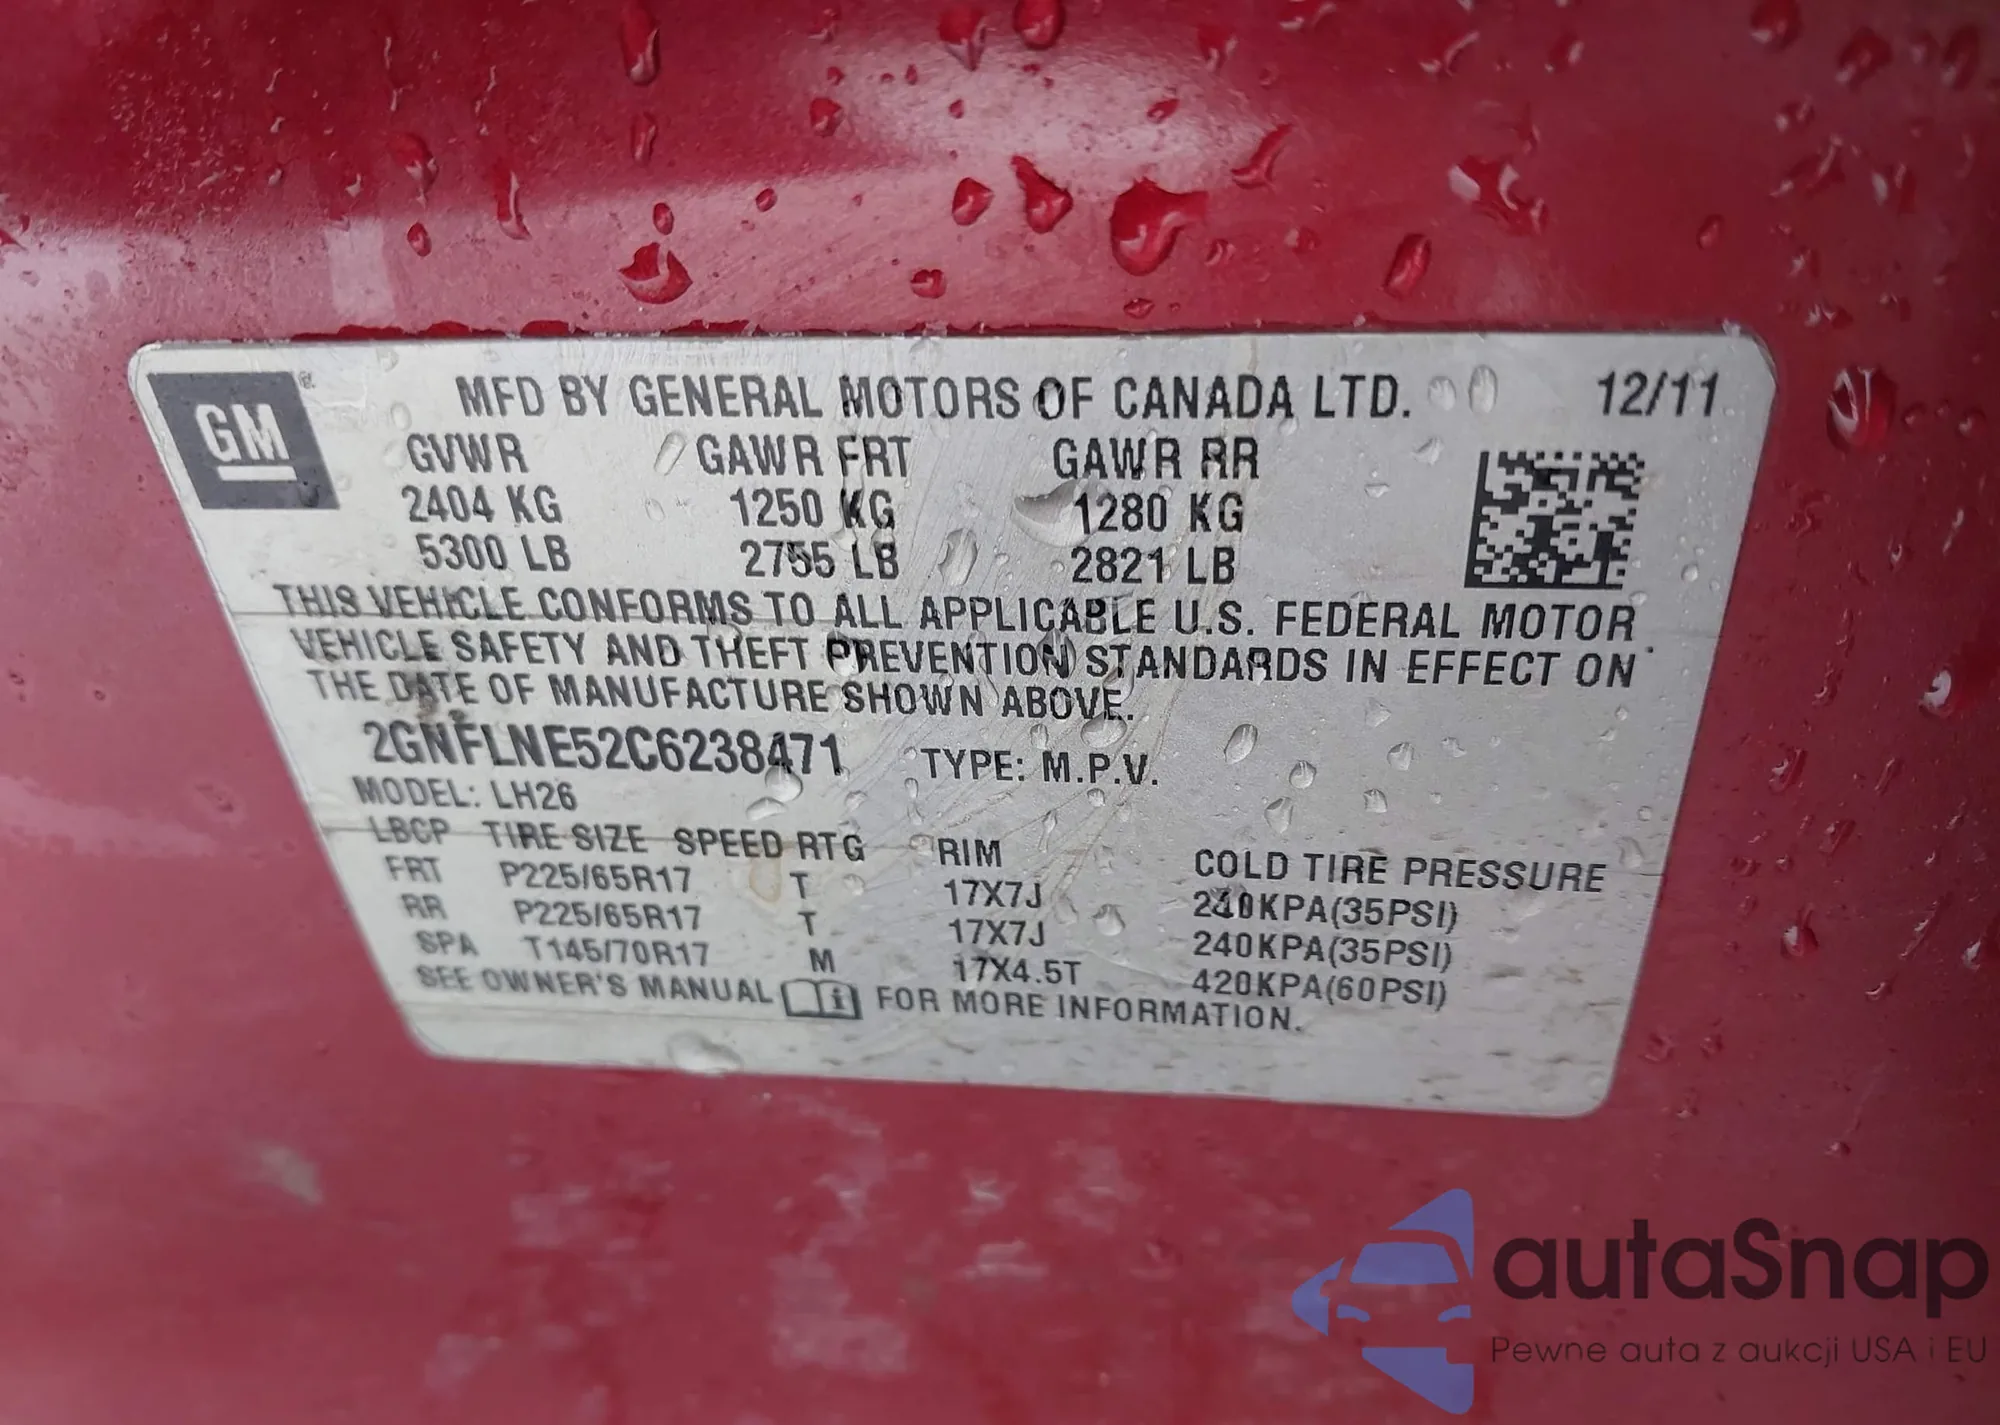 GM® MFD BY GENERAL MOTORS OF CANADA LTD. 12/11
GVWR GAWR FRT GAWR RR
2404 KG 1250 KG 1280 KG
5300 LB 2755 LB 2821 LB
THIS VEHICLE CONFORMS TO ALL APPLICABLE U.S. FEDERAL MOTOR
VEHICLE SAFETY AND THEFT PREVENTION STANDARDS IN EFFECT ON
THE DATE OF MANUFACTURE SHOWN ABOVE.
2GNFLNE52C6238471 TYPE: M.P.V.
MODEL: LH26
LBCP TIRE SIZE SPEED RTG RIM COLD TIRE PRESSURE
FRT P225/65R17 T 17X7J 240KPA(35PSI)
RR P225/65R17 T 17X7J 240KPA(35PSI)
SPA T145/70R17 M 17X4.5T 420KPA(60PSI)
SEE OWNER'S MANUAL FOR MORE INFORMATION.
autaSnap
Pewne auta z aukcji USA i EU